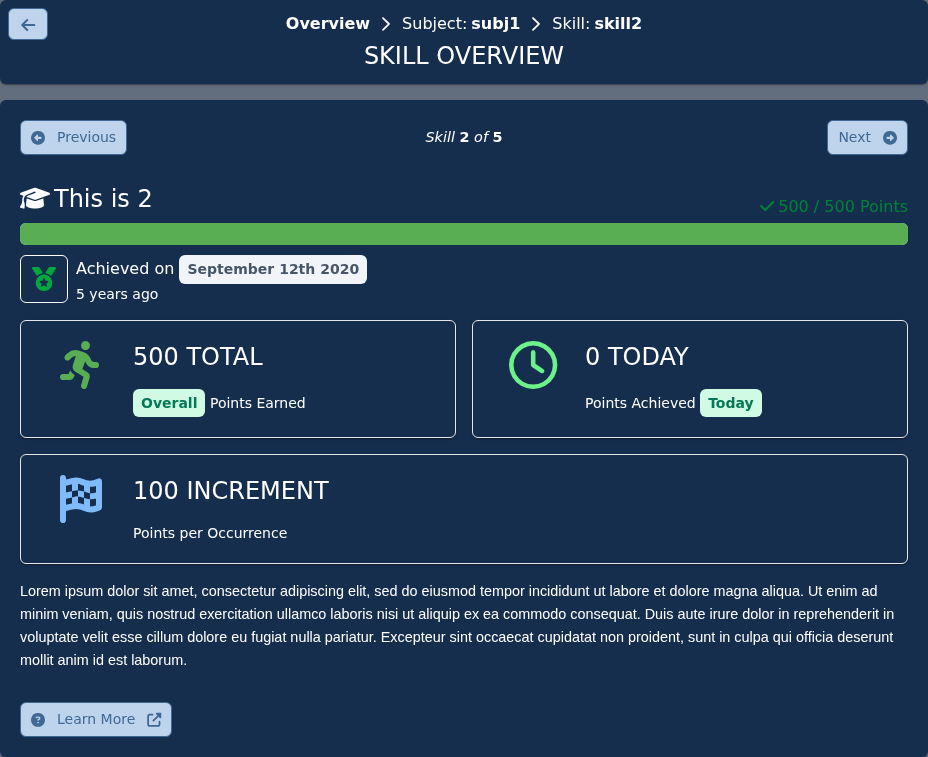 Overview Subject: subj1 Skill: skill2
SKILL OVERVIEW
Previous
Skill 2 of 5
Next
This is 2
500 / 500 Points
Achieved on September 12th 2020
5 years ago
500 TOTAL
Overall Points Earned
0 TODAY
Points Achieved Today
100 INCREMENT
Points per Occurrence
Lorem ipsum dolor sit amet, consectetur adipiscing elit, sed do eiusmod tempor incididunt ut labore et dolore magna aliqua. Ut enim ad
minim veniam, quis nostrud exercitation ullamco laboris nisi ut aliquip ex ea commodo consequat. Duis aute irure dolor in reprehenderit in
voluptate velit esse cillum dolore eu fugiat nulla pariatur. Excepteur sint occaecat cupidatat non proident, sunt in culpa qui officia deserunt
mollit anim id est laborum.
Learn More